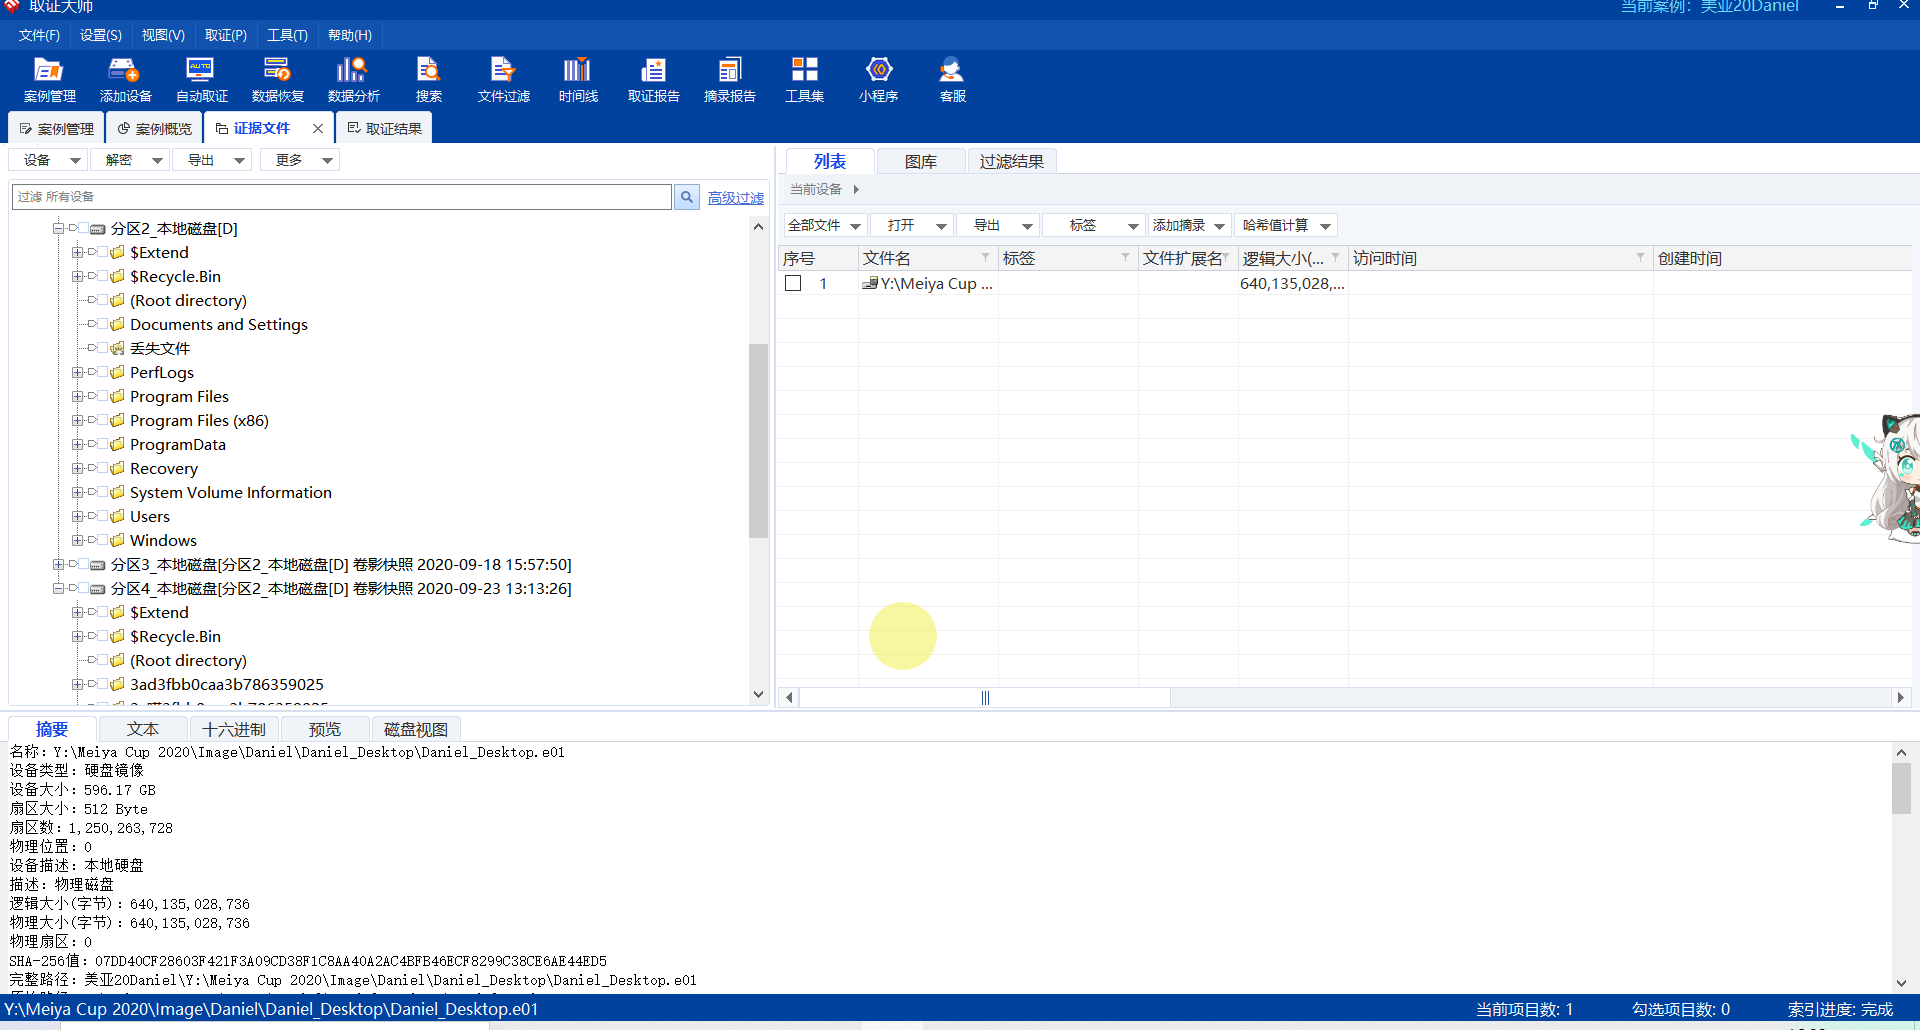 取证大师
当前案例：美亚20Daniel
文件(F) 设置(S) 视图(V) 取证(P) 工具(T) 帮助(H)
案例管理 添加设备 自动取证 数据恢复 数据分析 搜索 文件过滤 时间线 取证报告 摘录报告 工具集 小程序 客服
案例管理 案例概览 证据文件 取证结果
设备 解密 导出 更多
过滤 所有设备
高级过滤
分区2_本地磁盘[D]
$Extend
$Recycle.Bin
(Root directory)
Documents and Settings
丢失文件
PerfLogs
Program Files
Program Files (x86)
ProgramData
Recovery
System Volume Information
Users
Windows
分区3_本地磁盘[分区2_本地磁盘[D] 卷影快照 2020-09-18 15:57:50]
分区4_本地磁盘[分区2_本地磁盘[D] 卷影快照 2020-09-23 13:13:26]
$Extend
$Recycle.Bin
(Root directory)
3ad3fbb0caa3b786359025
列表 图库 过滤结果
当前设备
全部文件 打开 导出 标签 添加摘录 哈希值计算
序号 文件名 标签 文件扩展名 逻辑大小(... 访问时间 创建时间
1 Y:\Meiya Cup ... 640,135,028,...
摘要 文本 十六进制 预览 磁盘视图
名称：Y:\Meiya Cup 2020\Image\Daniel\Daniel_Desktop\Daniel_Desktop.e01
设备类型：硬盘镜像
设备大小：596.17 GB
扇区大小：512 Byte
扇区数：1,250,263,728
物理位置：0
设备描述：本地硬盘
描述：物理磁盘
逻辑大小(字节)：640,135,028,736
物理大小(字节)：640,135,028,736
物理扇区：0
SHA-256值：07DD40CF28603F421F3A09CD38F1C8AA40A2AC4BFB46ECF8299C38CE6AE44ED5
完整路径：美亚20Daniel\Y:\Meiya Cup 2020\Image\Daniel\Daniel_Desktop\Daniel_Desktop.e01
Y:\Meiya Cup 2020\Image\Daniel\Daniel_Desktop\Daniel_Desktop.e01
当前项目数: 1 勾选项目数: 0 索引进度: 完成